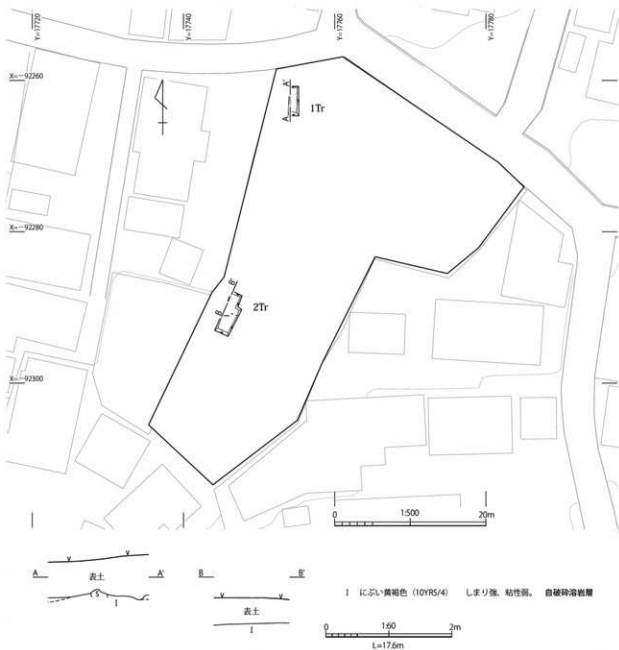 Y=17720
Y=17740
Y=17760
Y=17780
X=-92260
A'
A
1Tr
X=-92280
B'
B
2Tr
X=-92300
0 1:500 20m
A 表土 A'
S
I
B 表土 B'
I
I にぶい黄褐色（10YR5/4） しまり強、粘性弱。 自破砕溶岩層
0 1:60 2m
L=17.6m